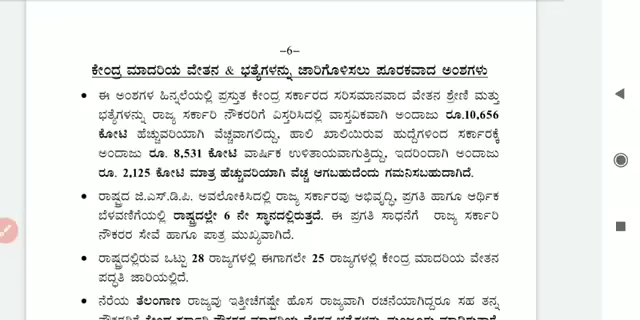 –6–
ಕೇಂದ್ರ ಮಾದರಿಯ ವೇತನ & ಭತ್ಯೆಗಳನ್ನು ಜಾರಿಗೊಳಿಸಲು ಪೂರಕವಾದ ಅಂಶಗಳು
• ಈ ಅಂಶಗಳ ಹಿನ್ನಲೆಯಲ್ಲಿ ಪ್ರಸ್ತುತ ಕೇಂದ್ರ ಸರ್ಕಾರದ ಸರಿಸಮಾನವಾದ ವೇತನ ಶ್ರೇಣಿ ಮತ್ತು
ಭತ್ಯೆಗಳನ್ನು ರಾಜ್ಯ ಸರ್ಕಾರಿ ನೌಕರರಿಗೆ ವಿಸ್ತರಿಸಿದಲ್ಲಿ ವಾಸ್ತವಿಕವಾಗಿ ಅಂದಾಜು ರೂ.10,656
ಕೋಟಿ ಹೆಚ್ಚುವರಿಯಾಗಿ ವೆಚ್ಚವಾಗಲಿದ್ದು, ಹಾಲಿ ಖಾಲಿಯಿರುವ ಹುದ್ದೆಗಳಿಂದ ಸರ್ಕಾರಕ್ಕೆ
ಅಂದಾಜು ರೂ. 8,531 ಕೋಟಿ ವಾರ್ಷಿಕ ಉಳಿತಾಯವಾಗುತ್ತಿದ್ದು, ಇದರಿಂದಾಗಿ ಅಂದಾಜು
ರೂ. 2,125 ಕೋಟಿ ಮಾತ್ರ ಹೆಚ್ಚುವರಿಯಾಗಿ ವೆಚ್ಚ ಆಗಬಹುದೆಂದು ಗಮನಿಸಬಹುದಾಗಿದೆ.
• ರಾಷ್ಟ್ರದ ಜಿ.ಎಸ್.ಡಿ.ಪಿ. ಅವಲೋಕಿಸಿದಲ್ಲಿ ರಾಜ್ಯ ಸರ್ಕಾರವು ಅಭಿವೃದ್ಧಿ, ಪ್ರಗತಿ ಹಾಗೂ ಆರ್ಥಿಕ
ಬೆಳವಣಿಗೆಯಲ್ಲಿ ರಾಷ್ಟ್ರದಲ್ಲೇ 6 ನೇ ಸ್ಥಾನದಲ್ಲಿರುತ್ತದೆ. ಈ ಪ್ರಗತಿ ಸಾಧನೆಗೆ ರಾಜ್ಯ ಸರ್ಕಾರಿ
ನೌಕರರ ಸೇವೆ ಹಾಗೂ ಪಾತ್ರ ಮುಖ್ಯವಾಗಿದೆ.
• ರಾಷ್ಟ್ರದಲ್ಲಿರುವ ಒಟ್ಟು 28 ರಾಜ್ಯಗಳಲ್ಲಿ ಈಗಾಗಲೇ 25 ರಾಜ್ಯಗಳಲ್ಲಿ ಕೇಂದ್ರ ಮಾದರಿಯ ವೇತನ
ಪದ್ಧತಿ ಜಾರಿಯಲ್ಲಿದೆ.
• ನೆರೆಯ ತೆಲಂಗಾಣ ರಾಜ್ಯವು ಇತ್ತೀಚೆಗಷ್ಟೇ ಹೊಸ ರಾಜ್ಯವಾಗಿ ರಚನೆಯಾಗಿದ್ದರೂ ಸಹ ತನ್ನ